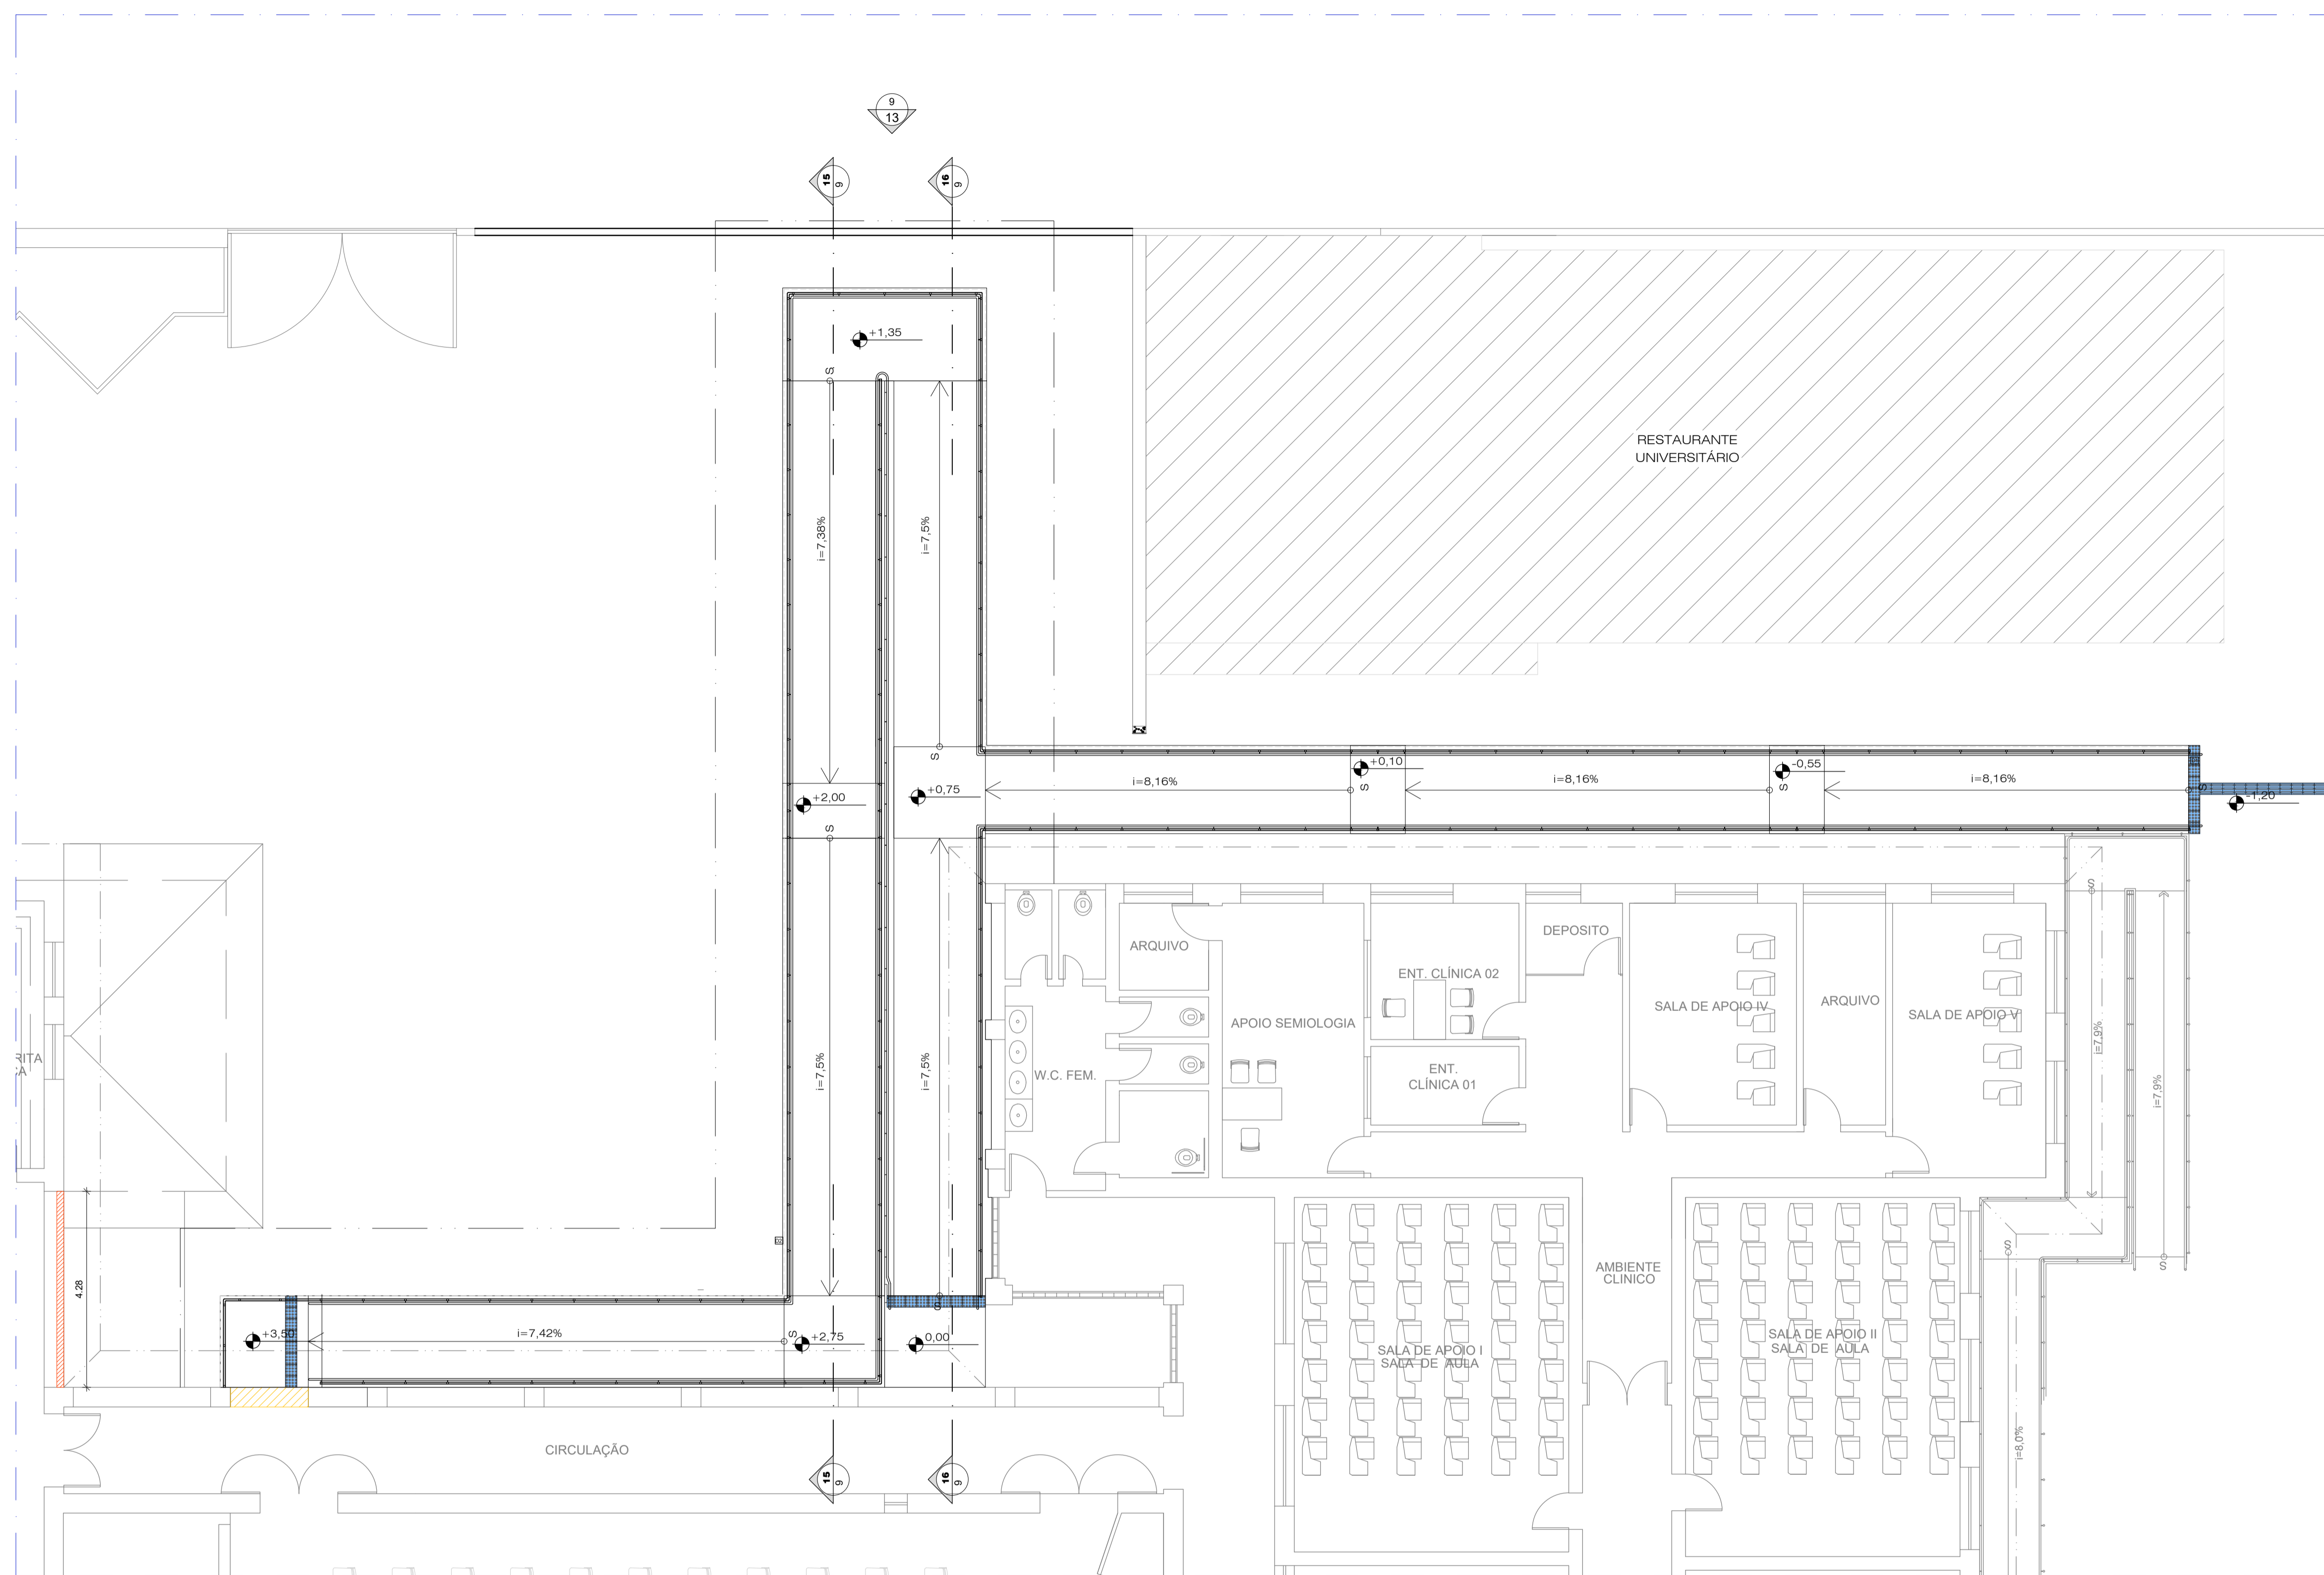 9
13
15
9
16
9
+1,35
S
i=7,38%
i=7,5%
S
RESTAURANTE
UNIVERSITÁRIO
+2,00
+0,75
S
i=8,16%
+0,10
S
i=8,16%
-0,55
S
i=8,16%
S
-1,20
i=7,5%
i=7,5%
ARQUIVO
APOIO SEMIOLOGIA
ENT. CLÍNICA 02
ENT.
CLÍNICA 01
DEPOSITO
SALA DE APOIO IV
ARQUIVO
SALA DE APOIO V
W.C. FEM.
S
i=7,9%
i=7,9%
S
RITA
CA
4.28
+3,50
i=7,42%
S
+2,75
0,00
S
AMBIENTE
CLINICO
SALA DE APOIO I
SALA DE AULA
SALA DE APOIO II
SALA DE AULA
S
i=8,0%
CIRCULAÇÃO
15
9
16
9